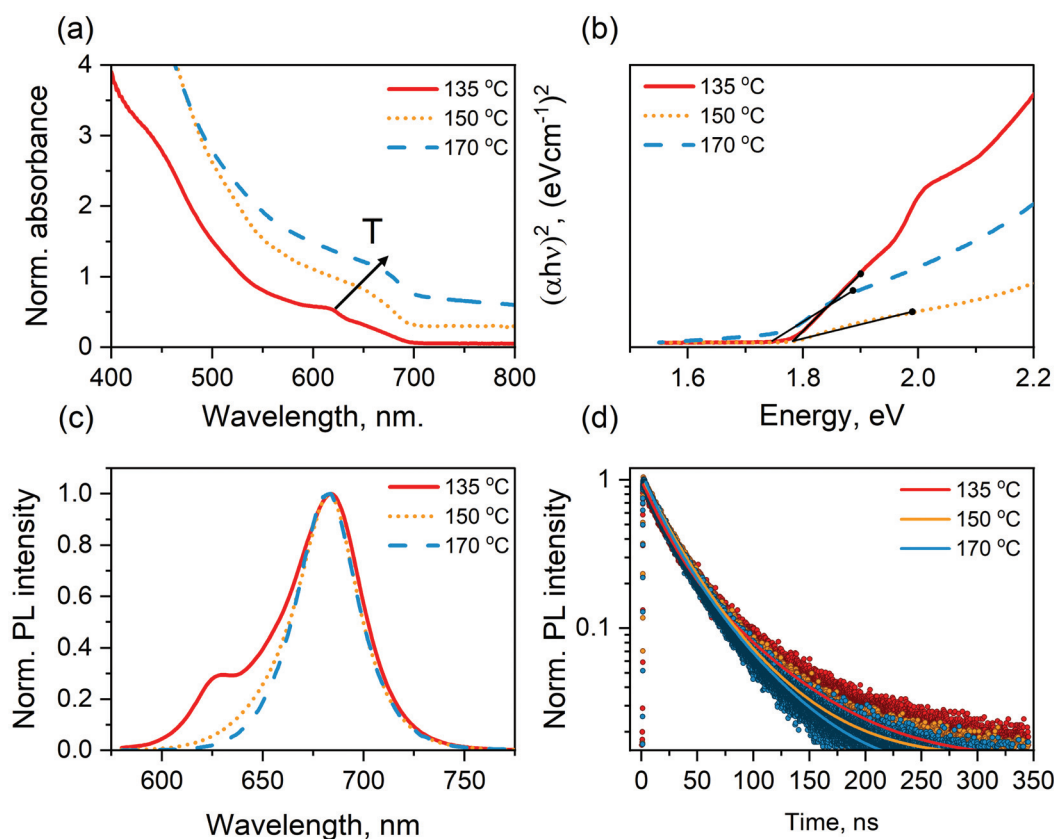 (a)
4
3
2
1
0
Norm. absorbance
135 °C
150 °C
170 °C
T
400 500 600 700 800
Wavelength, nm.
(b)
(αhν)², (eVcm⁻¹)²
135 °C
150 °C
170 °C
1.6 1.8 2.0 2.2
Energy, eV
(c)
1.0
0.8
0.6
0.4
0.2
0.0
Norm. PL intensity
135 °C
150 °C
170 °C
600 650 700 750
Wavelength, nm
(d)
1
0.1
Norm. PL intensity
135 °C
150 °C
170 °C
0 50 100 150 200 250 300 350
Time, ns